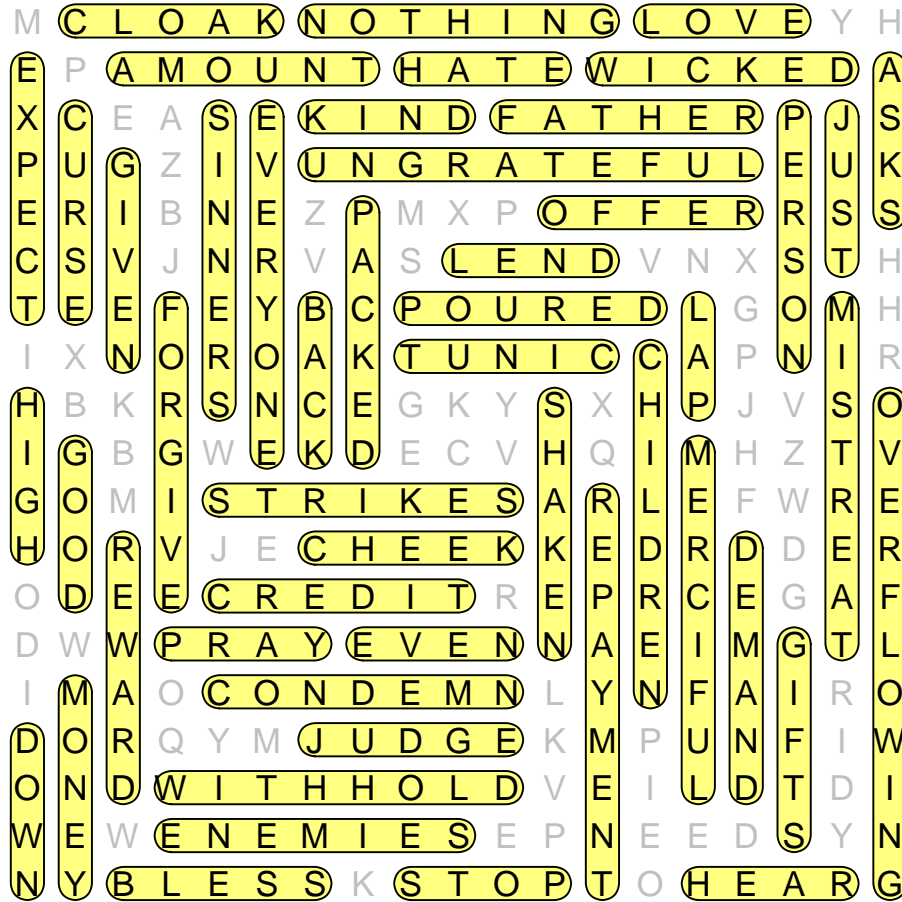 M C L O A K N O T H I N G L O V E Y H
E P A M O U N T H A T E W I C K E D A
X C E A S E K I N D F A T H E R P J S
P U G Z I V U N G R A T E F U L E U K
E R I B N E Z P M X P O F F E R R S S
C S V J N R V A S L E N D V N X S T H
T E E F E Y B C P O U R E D L G O M H
I X N O R O A K T U N I C C A P N I R
H B K R S N C E G K Y S X H P J V S O
I G B G W E K D E C V H Q I M H Z T V
G O M I S T R I K E S A R L E F W R E
H O R V J E C H E E K K E D R D D E R
O D E E C R E D I T R E P R C E G A F
D W W P R A Y E V E N N A E I M G T L
I M A O C O N D E M N L Y N F A I R O
D O R Q Y M J U D G E K M P U N F I W
O N D W I T H H O L D V E I L D T D I
W E W E N E M I E S E P N E E D S Y N
N Y B L E S S K S T O P T O H E A R G